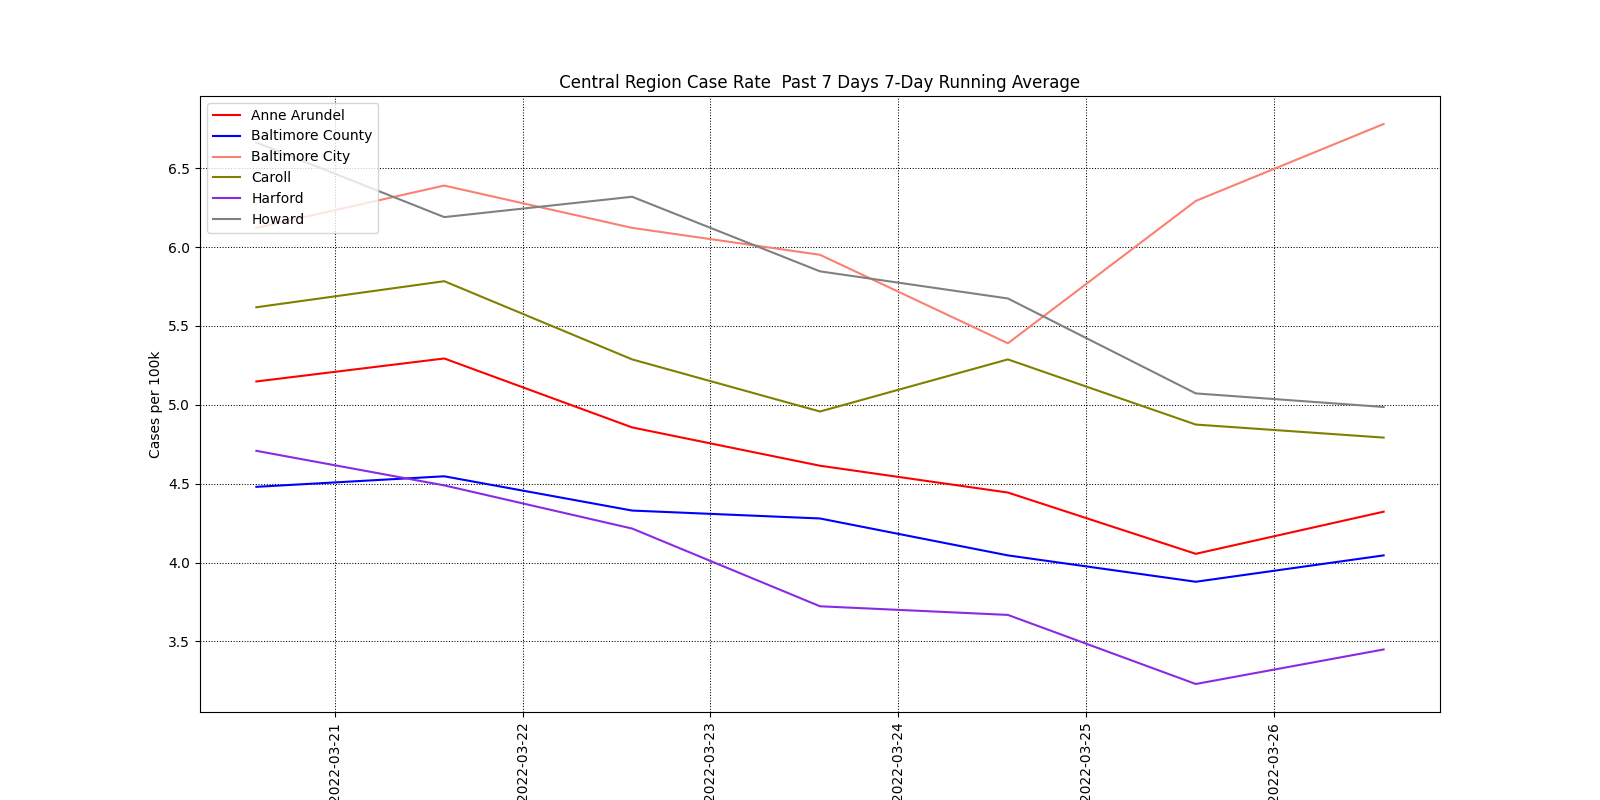 Central Region Case Rate  Past 7 Days 7-Day Running Average
Anne Arundel
Baltimore County
Baltimore City
Caroll
Harford
Howard
Cases per 100k
6.5
6.0
5.5
5.0
4.5
4.0
3.5
2022-03-21
2022-03-22
2022-03-23
2022-03-24
2022-03-25
2022-03-26